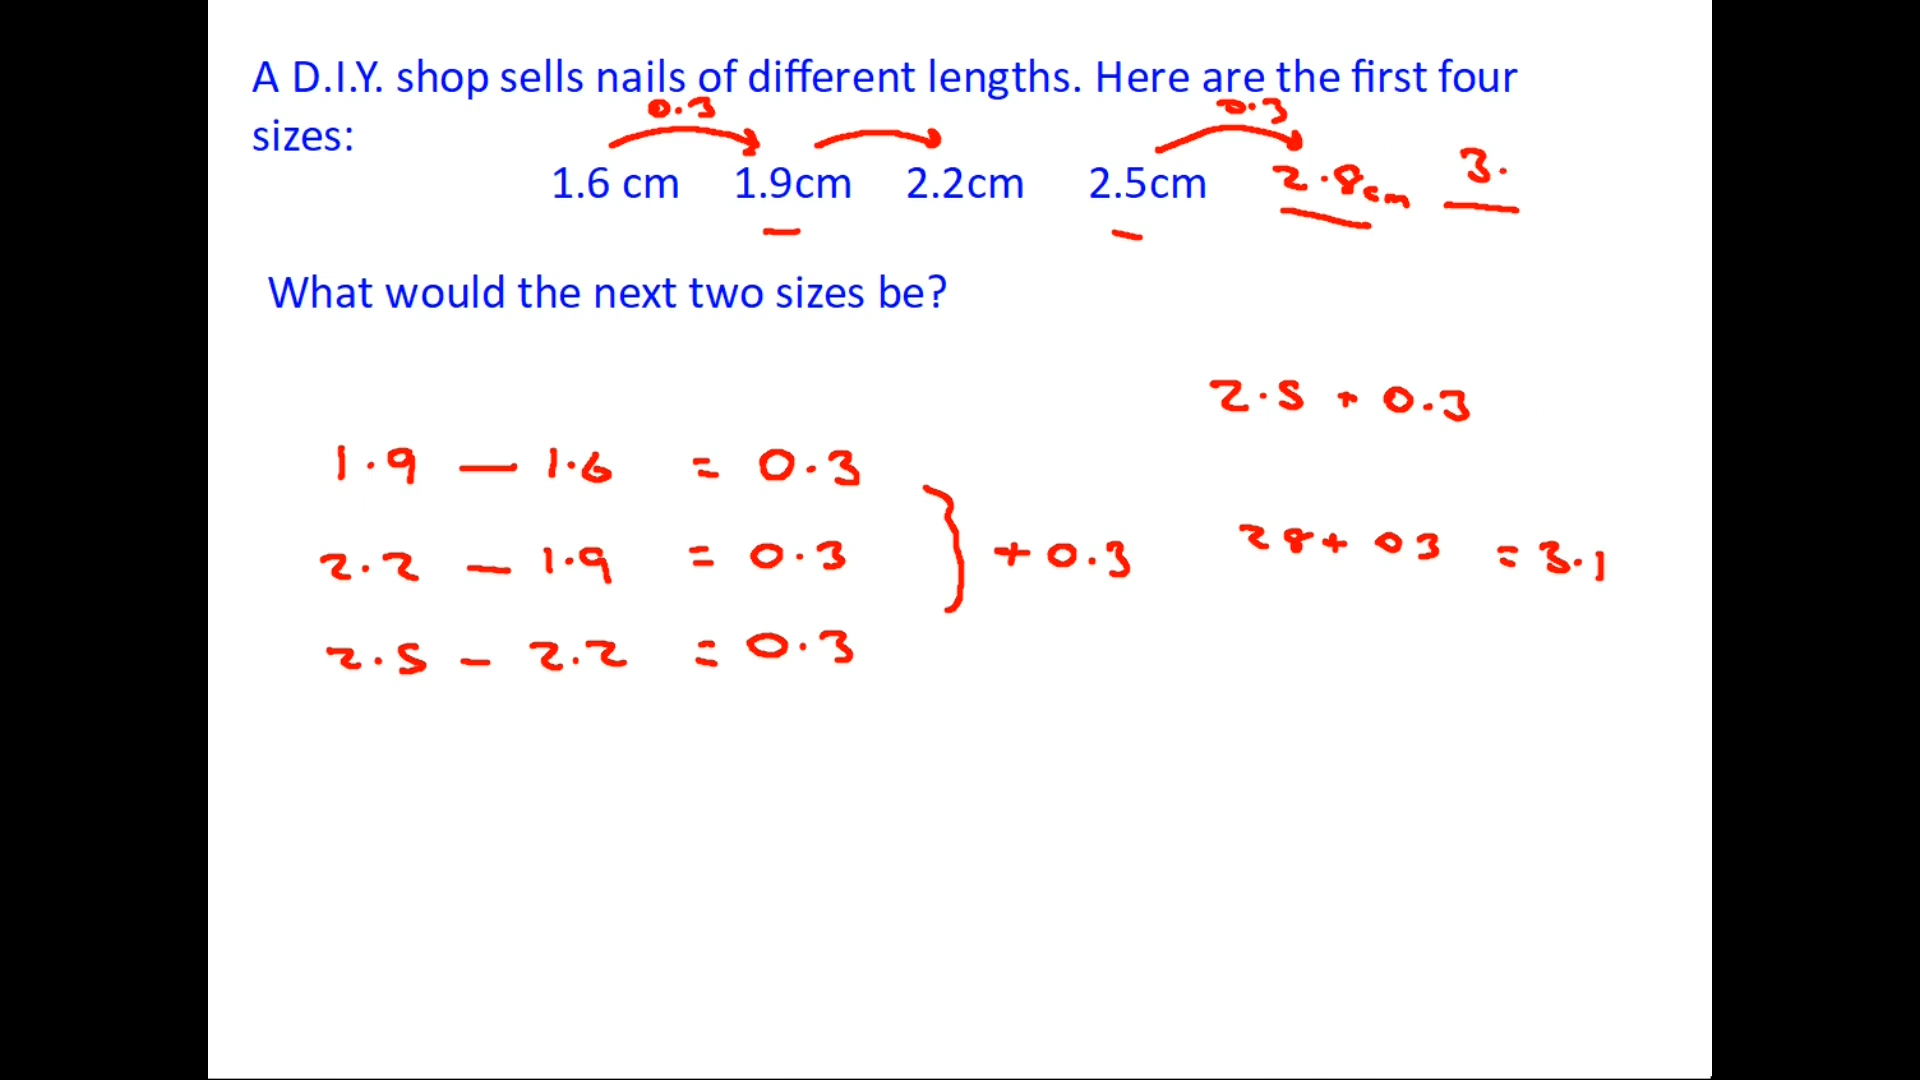 A D.I.Y. shop sells nails of different lengths. Here are the first four
0.3 0.3
sizes:
1.6 cm 1.9cm 2.2cm 2.5cm 2.8cm 3.
What would the next two sizes be?
2.5 + 0.3
1.9 — 1.6 = 0.3
2.2 — 1.9 = 0.3 + 0.3 28 + 03 = 3.1
2.5 - 2.2 = 0.3